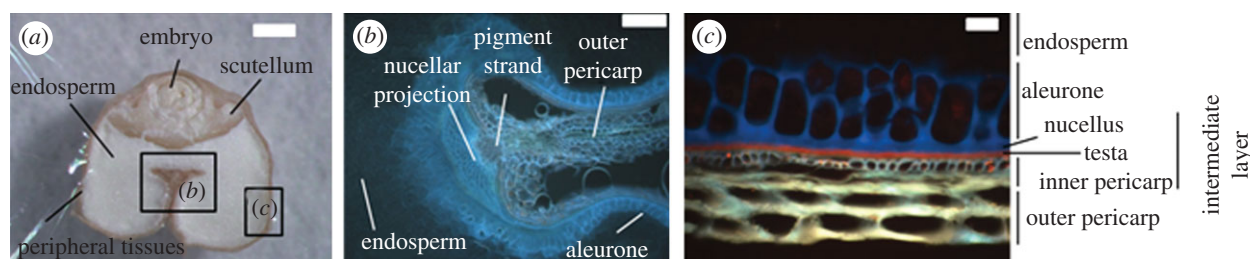 (a)
embryo
scutellum
endosperm
(b)
(c)
peripheral tissues
(b)
pigment
strand
outer
pericarp
nucellar
projection
endosperm
aleurone
(c)
endosperm
aleurone
nucellus
testa
inner pericarp
outer pericarp
intermediate
layer